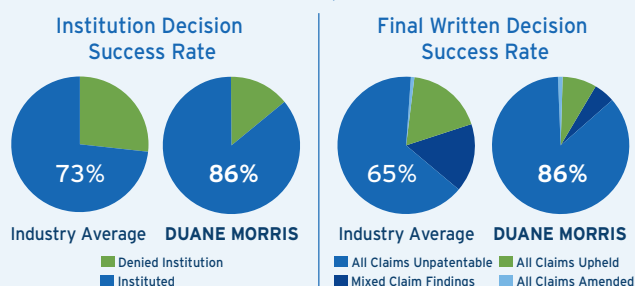 Institution Decision
Success Rate
73%
86%
Industry Average
DUANE MORRIS
Denied Institution
Instituted
Final Written Decision
Success Rate
65%
86%
Industry Average
DUANE MORRIS
All Claims Unpatentable
All Claims Upheld
Mixed Claim Findings
All Claims Amended